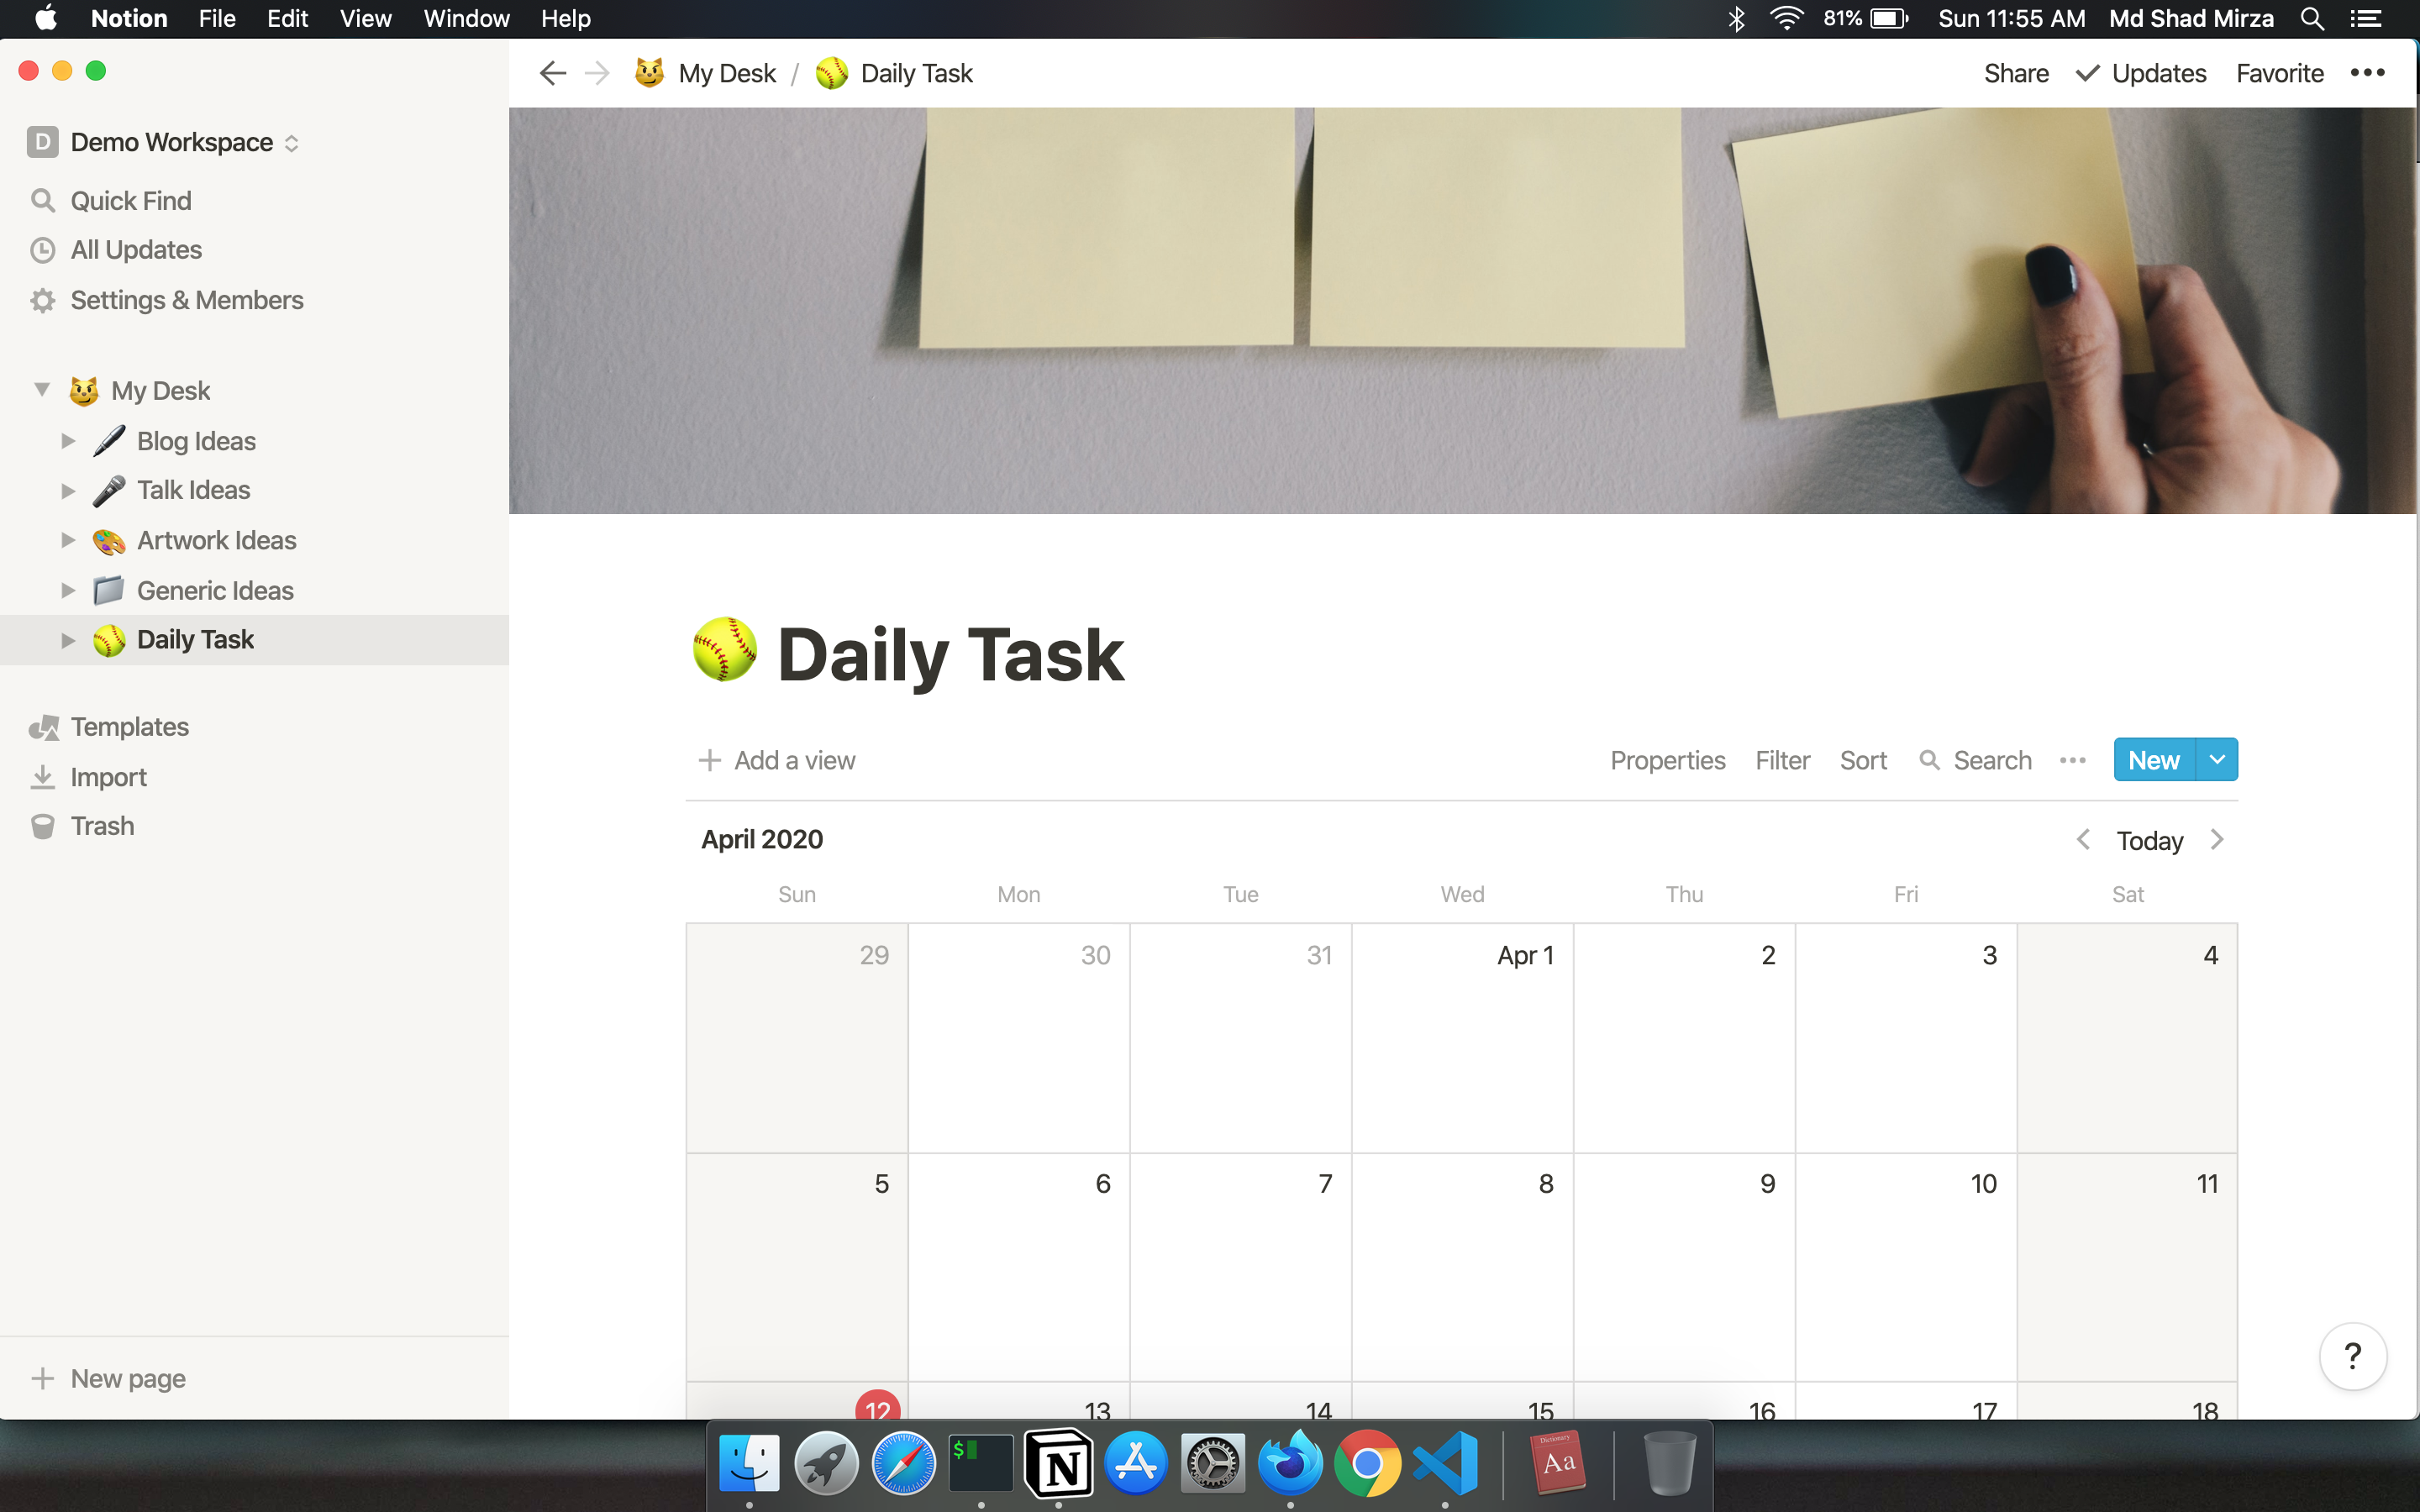 Notion File Edit View Window Help 81% Sun 11:55 AM Md Shad Mirza
My Desk / Daily Task Share Updates Favorite
D Demo Workspace
Quick Find
All Updates
Settings & Members
My Desk
Blog Ideas
Talk Ideas
Artwork Ideas
Generic Ideas
Daily Task
Templates
Import
Trash
New page
Daily Task
Add a view Properties Filter Sort Search New
April 2020 Today
Sun Mon Tue Wed Thu Fri Sat
29 30 31 Apr 1 2 3 4
5 6 7 8 9 10 11
12 13 14 15 16 17 18
?
$ N Dictionary Aa